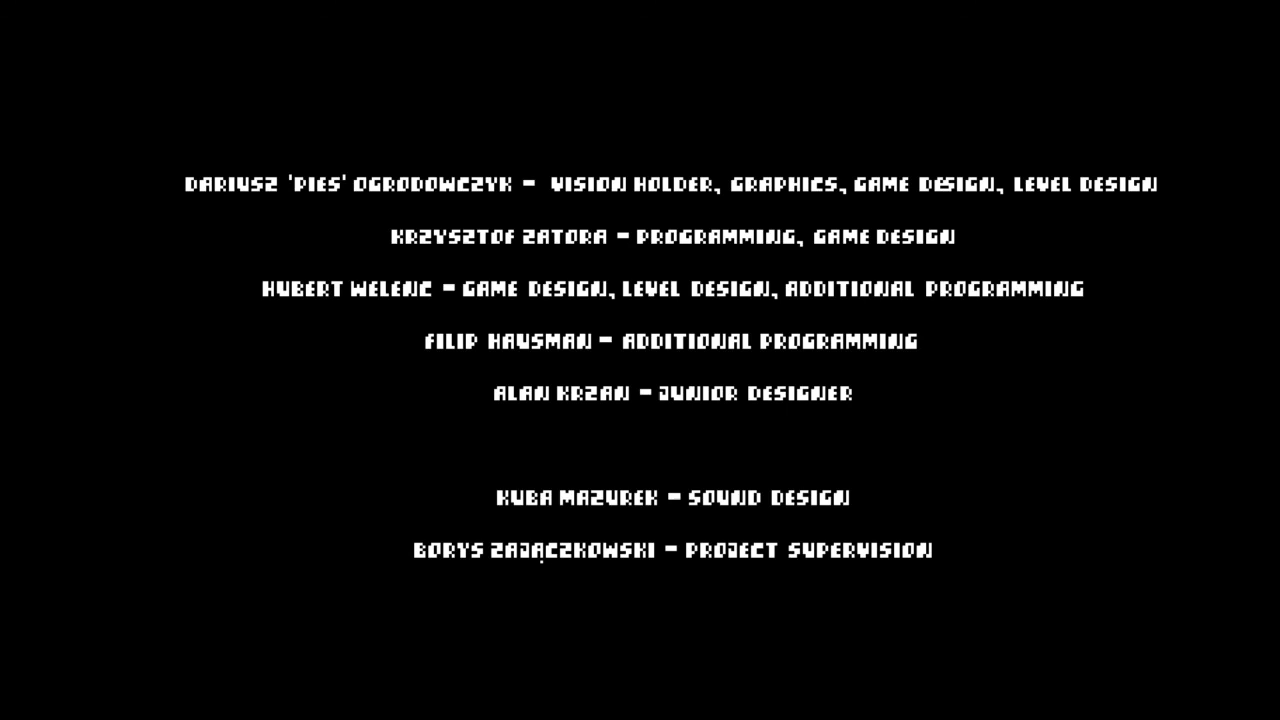 DARIUSZ 'PIES' OGRODOWCZYK - VISION HOLDER, GRAPHICS, GAME DESIGN, LEVEL DESIGN
KRZYSZTOF ZATORA - PROGRAMMING, GAME DESIGN
HUBERT WELENC - GAME DESIGN, LEVEL DESIGN, ADDITIONAL PROGRAMMING
FILIP HAUSMAN - ADDITIONAL PROGRAMMING
ALAN KRZAN - JUNIOR DESIGNER
KUBA MAZUREK - SOUND DESIGN
BORYS ZAJĄCZKOWSKI - PROJECT SUPERVISION